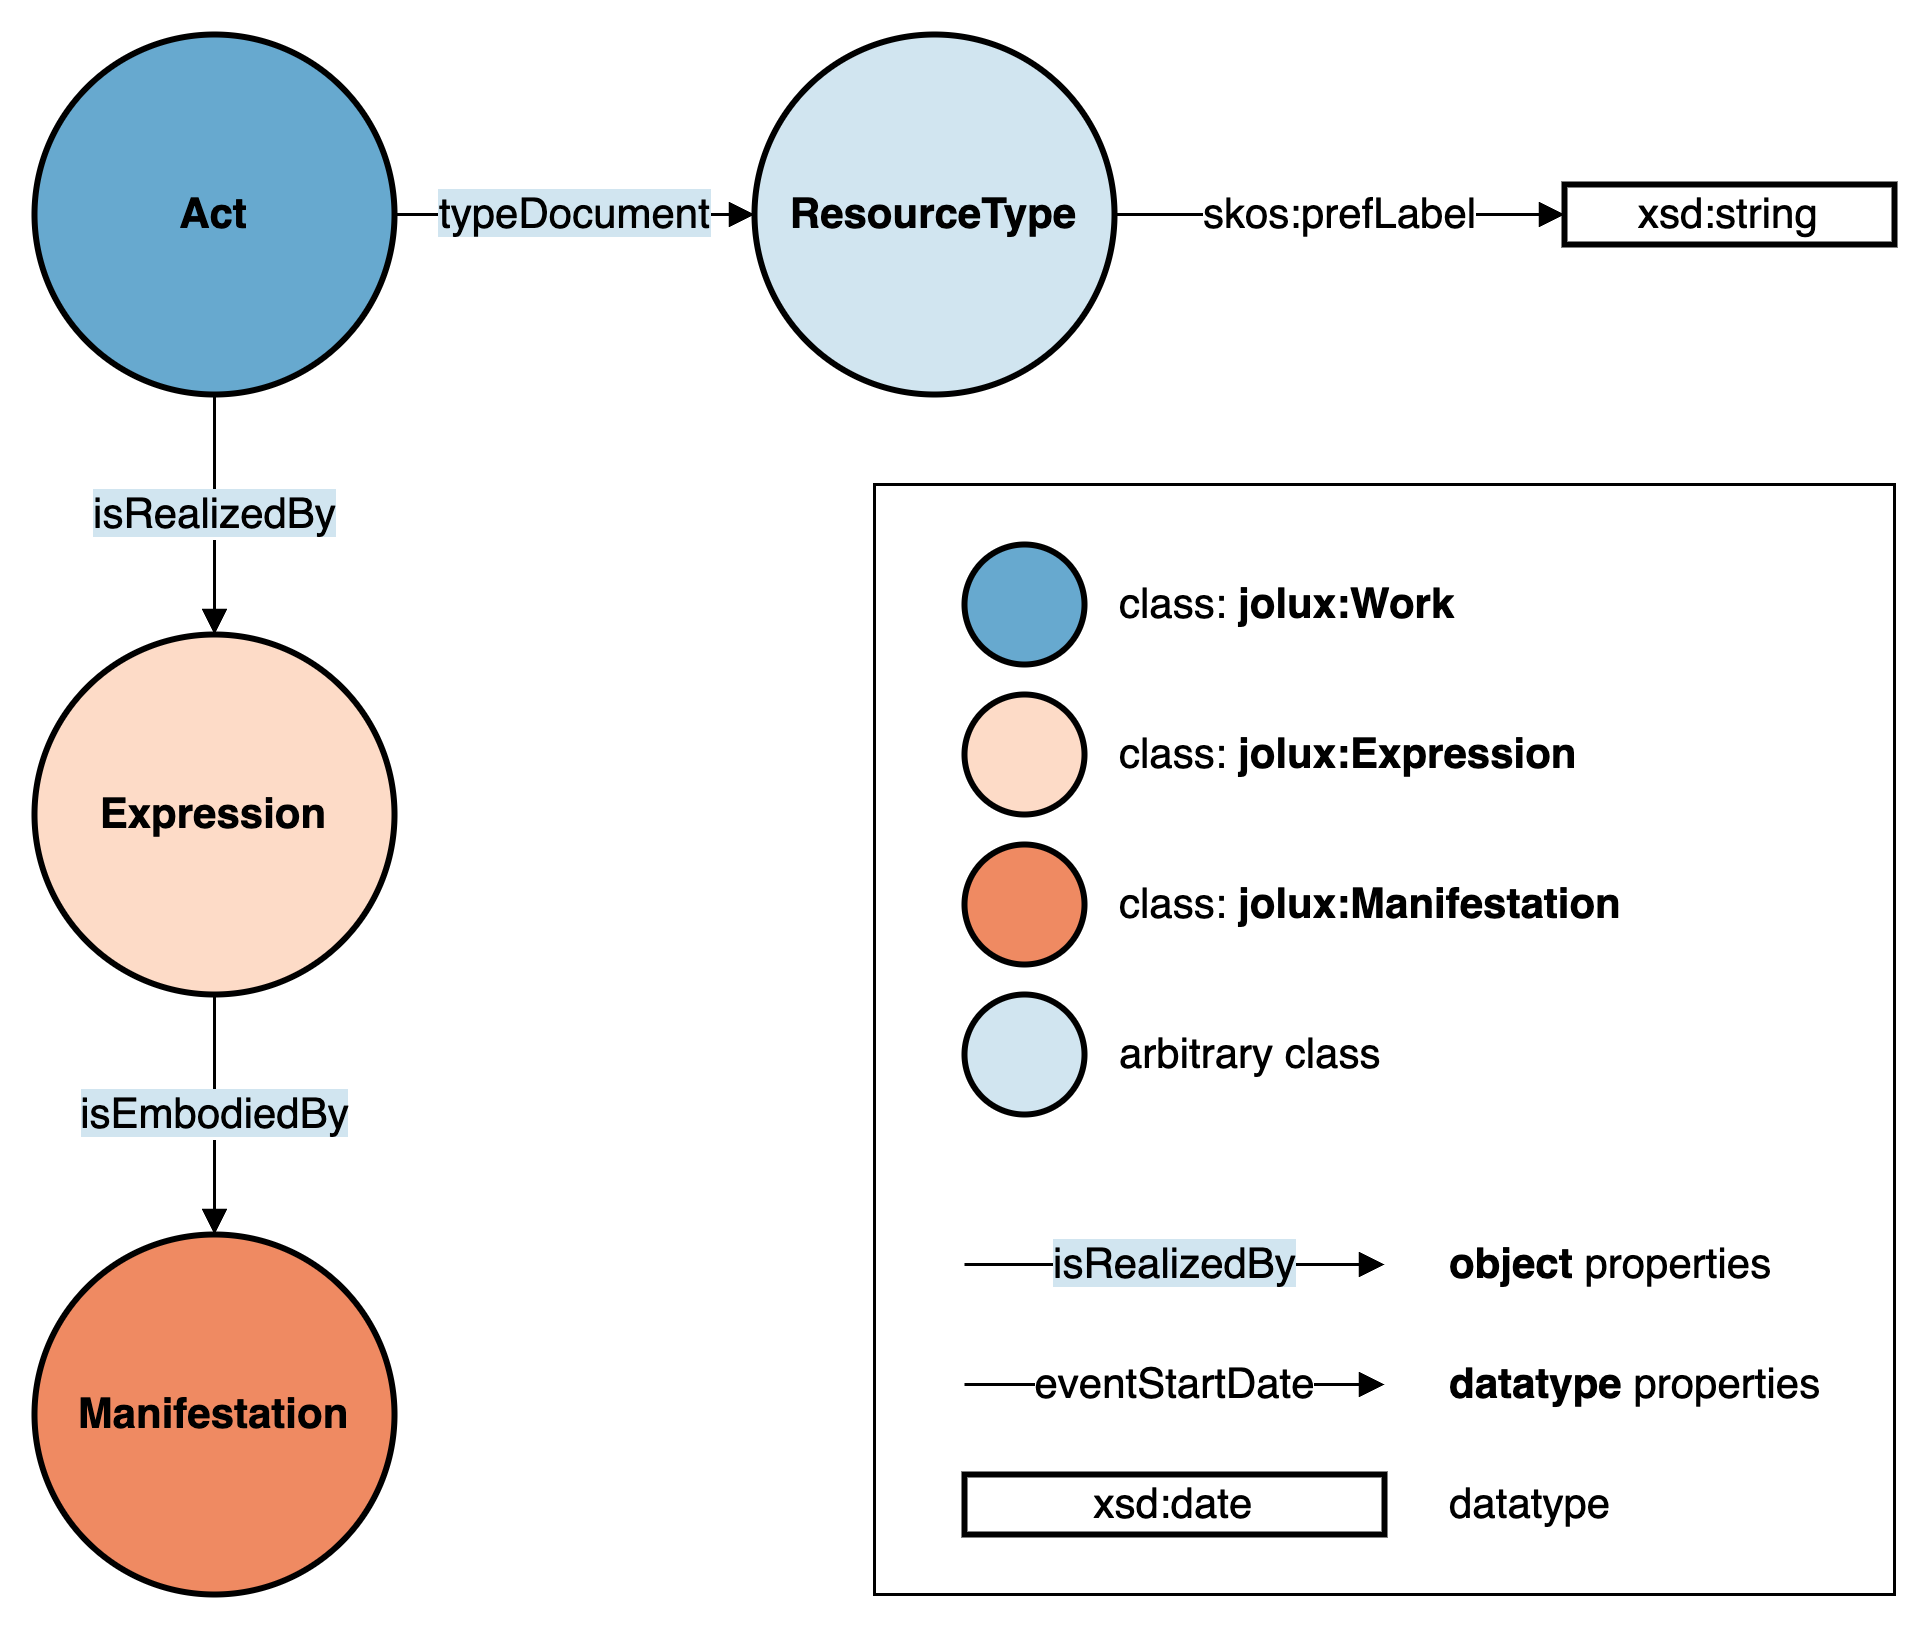 Act
typeDocument
ResourceType
skos:prefLabel
xsd:string
isRealizedBy
Expression
isEmbodiedBy
Manifestation
class: jolux:Work
class: jolux:Expression
class: jolux:Manifestation
arbitrary class
isRealizedBy
object properties
eventStartDate
datatype properties
xsd:date
datatype